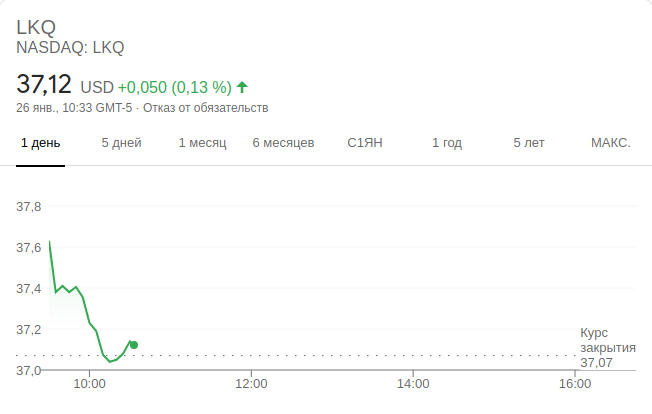 LKQ
NASDAQ: LKQ
37,12 USD +0,050 (0,13 %)
26 янв., 10:33 GMT-5 · Отказ от обязательств
1 день 5 дней 1 месяц 6 месяцев С1ЯН 1 год 5 лет МАКС.
37,8
37,6
37,4
37,2
37,0
Курс
закрытия
37,07
10:00 12:00 14:00 16:00